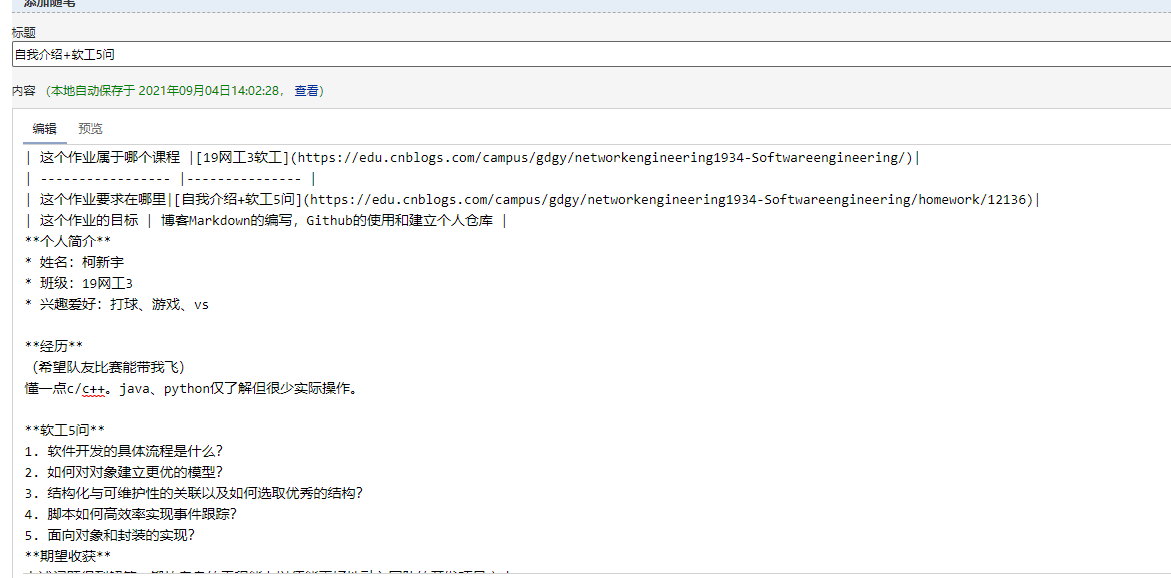 添加随笔
标题
自我介绍+软工5问
内容 (本地自动保存于 2021年09月04日14:02:28, 查看)
编辑 预览
| 这个作业属于哪个课程 |[19网工3软工](https://edu.cnblogs.com/campus/gdgy/networkengineering1934-Softwareengineering/)|
| ----------------- |--------------- |
| 这个作业要求在哪里|[自我介绍+软工5问](https://edu.cnblogs.com/campus/gdgy/networkengineering1934-Softwareengineering/homework/12136)|
| 这个作业的目标 | 博客Markdown的编写，Github的使用和建立个人仓库 |
**个人简介**
* 姓名：柯新宇
* 班级：19网工3
* 兴趣爱好：打球、游戏、vs
**经历**
（希望队友比赛能带我飞）
懂一点c/c++。java、python仅了解但很少实际操作。
**软工5问**
1. 软件开发的具体流程是什么？
2. 如何对对象建立更优的模型？
3. 结构化与可维护性的关联以及如何选取优秀的结构？
4. 脚本如何高效率实现事件跟踪？
5. 面向对象和封装的实现？
**期望收获**